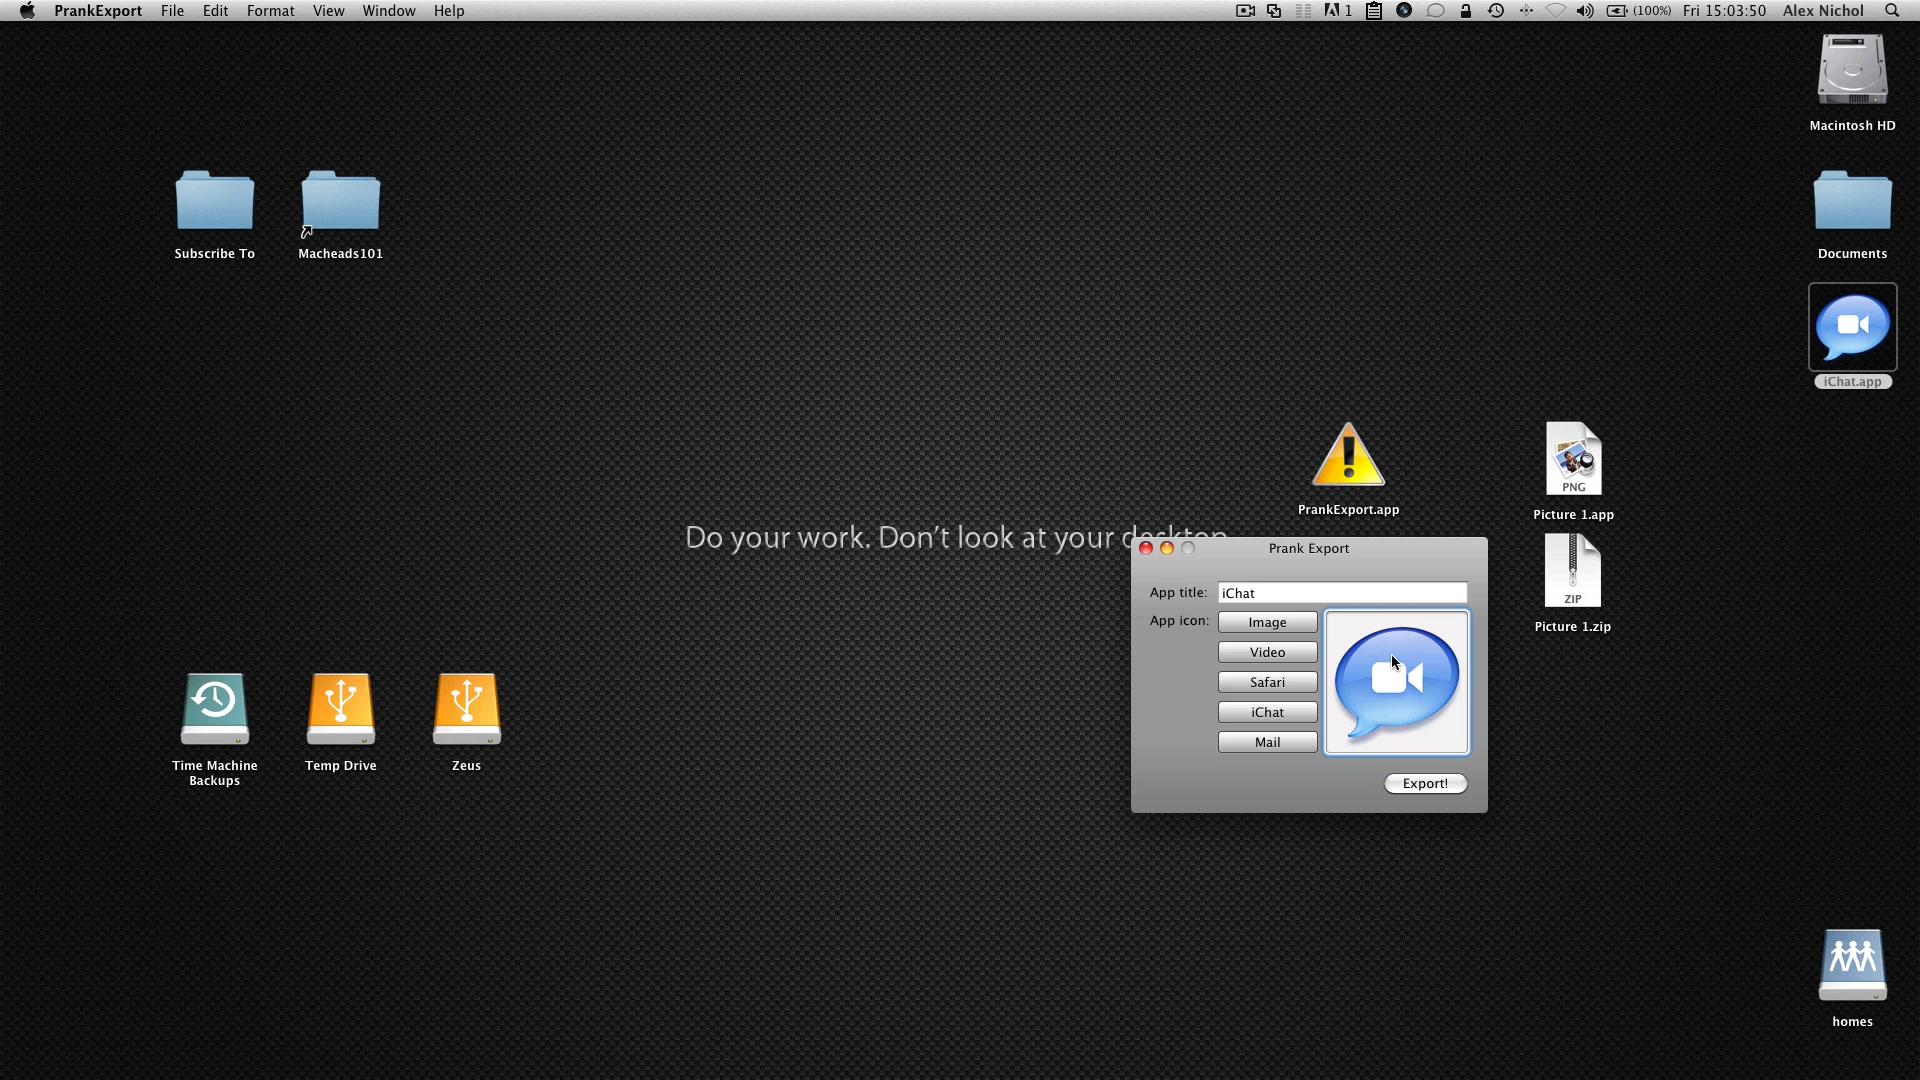 PrankExport File Edit Format View Window Help 1 (100%) Fri 15:03:50 Alex Nichol
Macintosh HD
Subscribe To
Macheads101
Documents
iChat.app
PrankExport.app
PNG
Picture 1.app
Do your work. Don’t look at your desktop.
Prank Export
App title: iChat
App icon: Image
Video
Safari
iChat
Mail
Export!
ZIP
Picture 1.zip
Time Machine
Backups
Temp Drive
Zeus
homes